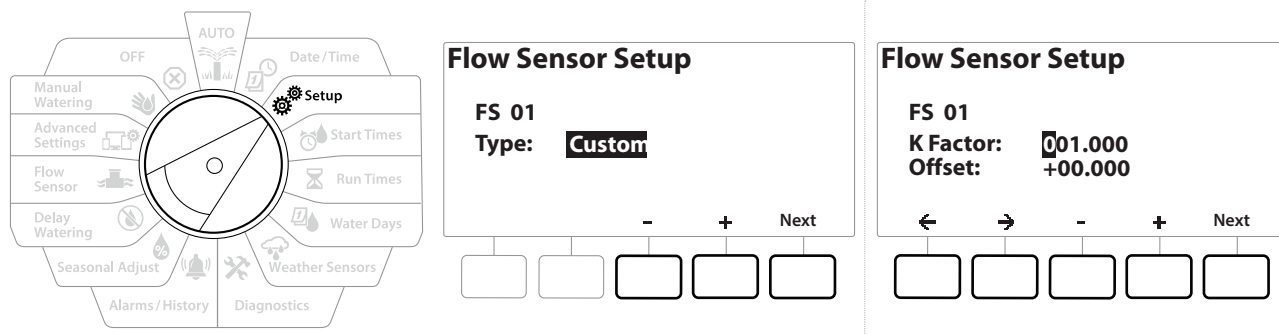 AUTO
OFF
Date/Time
Manual
Watering
Setup
Advanced
Settings
Start Times
Flow
Sensor
Run Times
Delay
Watering
Water Days
Seasonal Adjust
%
Weather Sensors
Alarms/History
Diagnostics
Flow Sensor Setup
FS 01
Type: Custom
- + Next
Flow Sensor Setup
FS 01
K Factor: 001.000
Offset: +00.000
← → - + Next